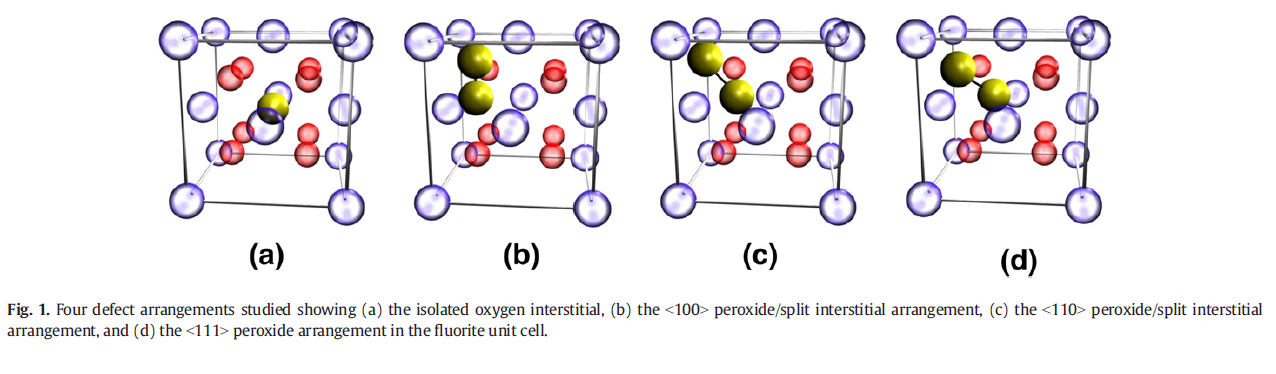 (a) (b) (c) (d)
Fig. 1. Four defect arrangements studied showing (a) the isolated oxygen interstitial, (b) the <100> peroxide/split interstitial arrangement, (c) the <110> peroxide/split interstitial
arrangement, and (d) the <111> peroxide arrangement in the fluorite unit cell.